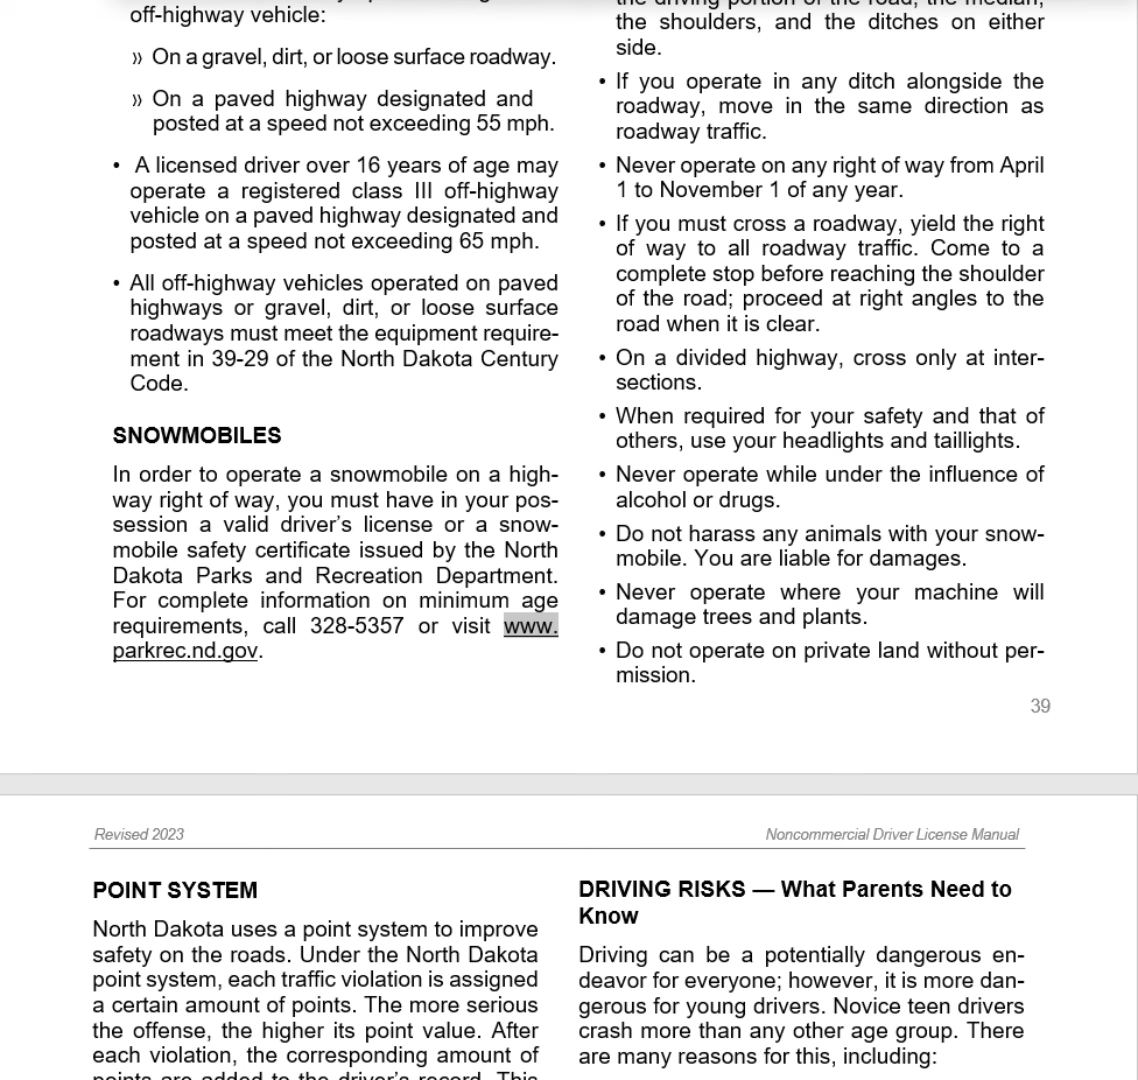 off-highway vehicle:
» On a gravel, dirt, or loose surface roadway.
» On a paved highway designated and
posted at a speed not exceeding 55 mph.
• A licensed driver over 16 years of age may
operate a registered class III off-highway
vehicle on a paved highway designated and
posted at a speed not exceeding 65 mph.
• All off-highway vehicles operated on paved
highways or gravel, dirt, or loose surface
roadways must meet the equipment require-
ment in 39-29 of the North Dakota Century
Code.
SNOWMOBILES
In order to operate a snowmobile on a high-
way right of way, you must have in your pos-
session a valid driver’s license or a snow-
mobile safety certificate issued by the North
Dakota Parks and Recreation Department.
For complete information on minimum age
requirements, call 328-5357 or visit www.
parkrec.nd.gov.
the driving portion of the road, the median,
the shoulders, and the ditches on either
side.
• If you operate in any ditch alongside the
roadway, move in the same direction as
roadway traffic.
• Never operate on any right of way from April
1 to November 1 of any year.
• If you must cross a roadway, yield the right
of way to all roadway traffic. Come to a
complete stop before reaching the shoulder
of the road; proceed at right angles to the
road when it is clear.
• On a divided highway, cross only at inter-
sections.
• When required for your safety and that of
others, use your headlights and taillights.
• Never operate while under the influence of
alcohol or drugs.
• Do not harass any animals with your snow-
mobile. You are liable for damages.
• Never operate where your machine will
damage trees and plants.
• Do not operate on private land without per-
mission.
39
Revised 2023
Noncommercial Driver License Manual
POINT SYSTEM
North Dakota uses a point system to improve
safety on the roads. Under the North Dakota
point system, each traffic violation is assigned
a certain amount of points. The more serious
the offense, the higher its point value. After
each violation, the corresponding amount of
points are added to the driver’s record. This
DRIVING RISKS — What Parents Need to
Know
Driving can be a potentially dangerous en-
deavor for everyone; however, it is more dan-
gerous for young drivers. Novice teen drivers
crash more than any other age group. There
are many reasons for this, including: